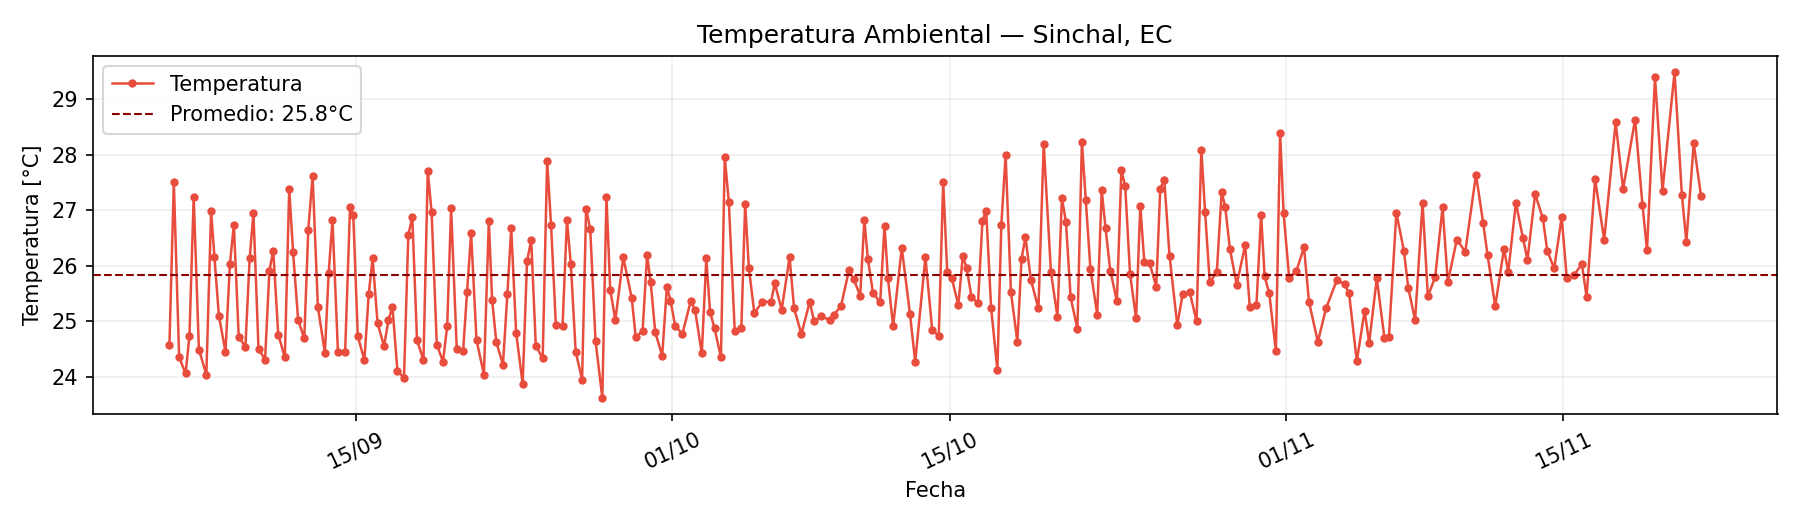 Temperatura Ambiental — Sinchal, EC
Temperatura
Promedio: 25.8°C
Temperatura [°C]
29
28
27
26
25
24
15/09
01/10
15/10
01/11
15/11
Fecha